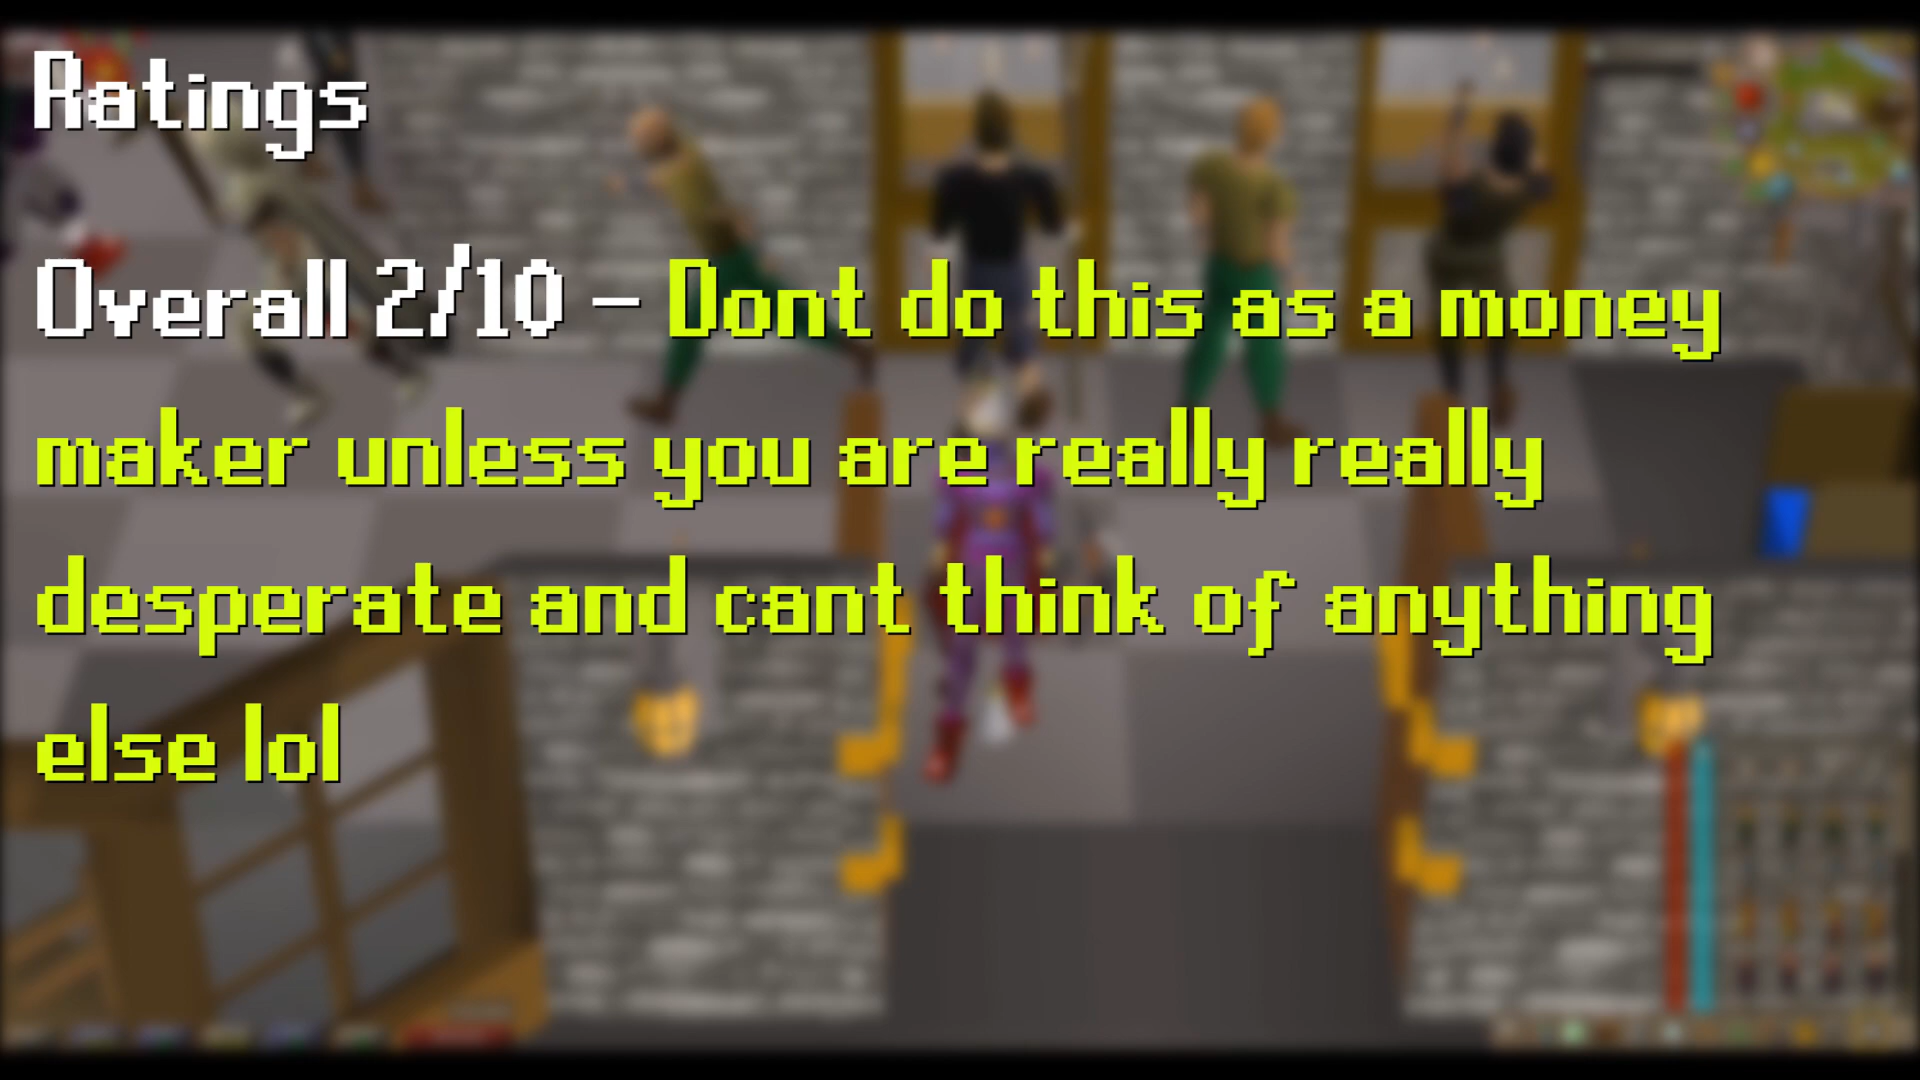 Ratings
Overall 2/10 - Dont do this as a money
maker unless you are really really
desperate and cant think of anything
else lol